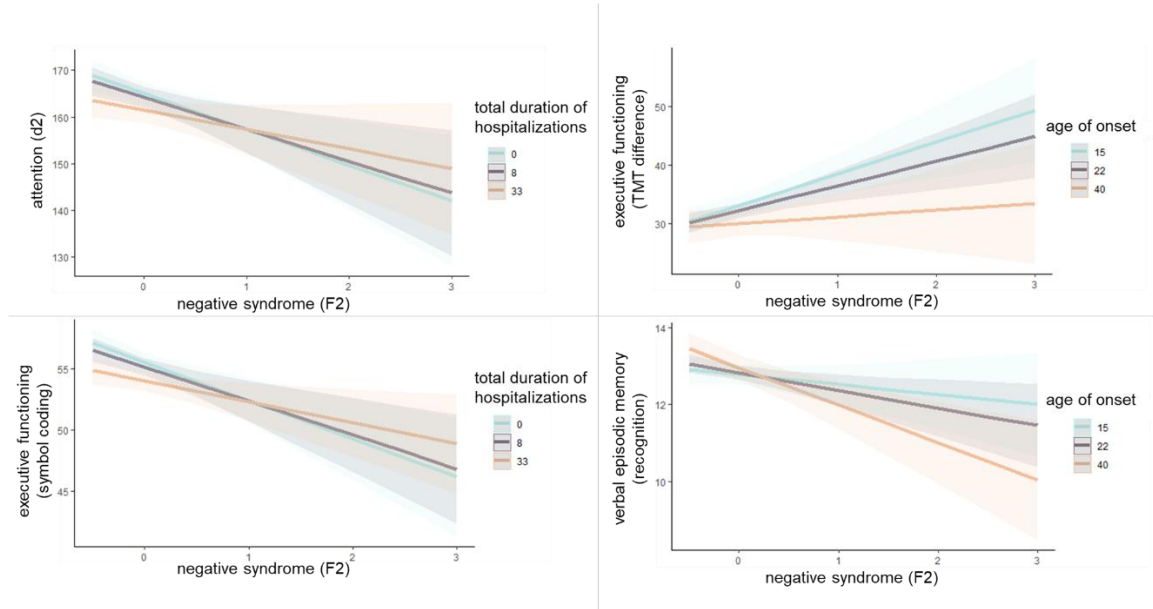 attention (d2)
170
160
150
140
130
0
1
2
3
negative syndrome (F2)
total duration of
hospitalizations
0
8
33
executive functioning
(TMT difference)
50
40
30
0
1
2
3
negative syndrome (F2)
age of onset
15
22
40
executive functioning
(symbol coding)
55
50
45
0
1
2
3
negative syndrome (F2)
total duration of
hospitalizations
0
8
33
verbal episodic memory
(recognition)
14
12
10
0
1
2
3
negative syndrome (F2)
age of onset
15
22
40